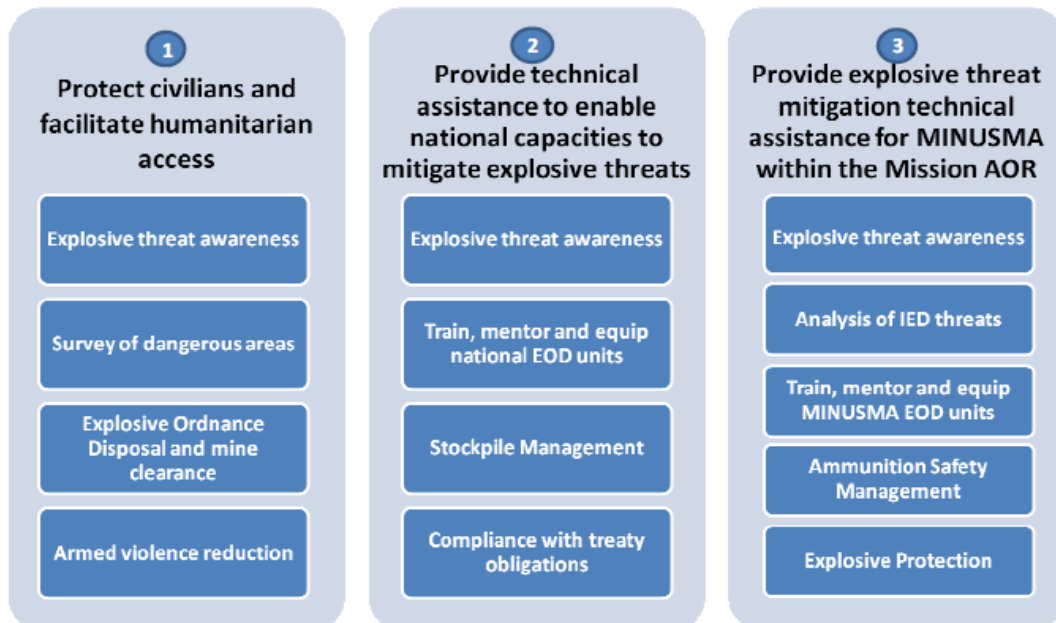 1
Protect civilians and
facilitate humanitarian
access
Explosive threat awareness
Survey of dangerous areas
Explosive Ordnance
Disposal and mine
clearance
Armed violence reduction
2
Provide technical
assistance to enable
national capacities to
mitigate explosive threats
Explosive threat awareness
Train, mentor and equip
national EOD units
Stockpile Management
Compliance with treaty
obligations
3
Provide explosive threat
mitigation technical
assistance for MINUSMA
within the Mission AOR
Explosive threat awareness
Analysis of IED threats
Train, mentor and equip
MINUSMA EOD units
Ammunition Safety
Management
Explosive Protection